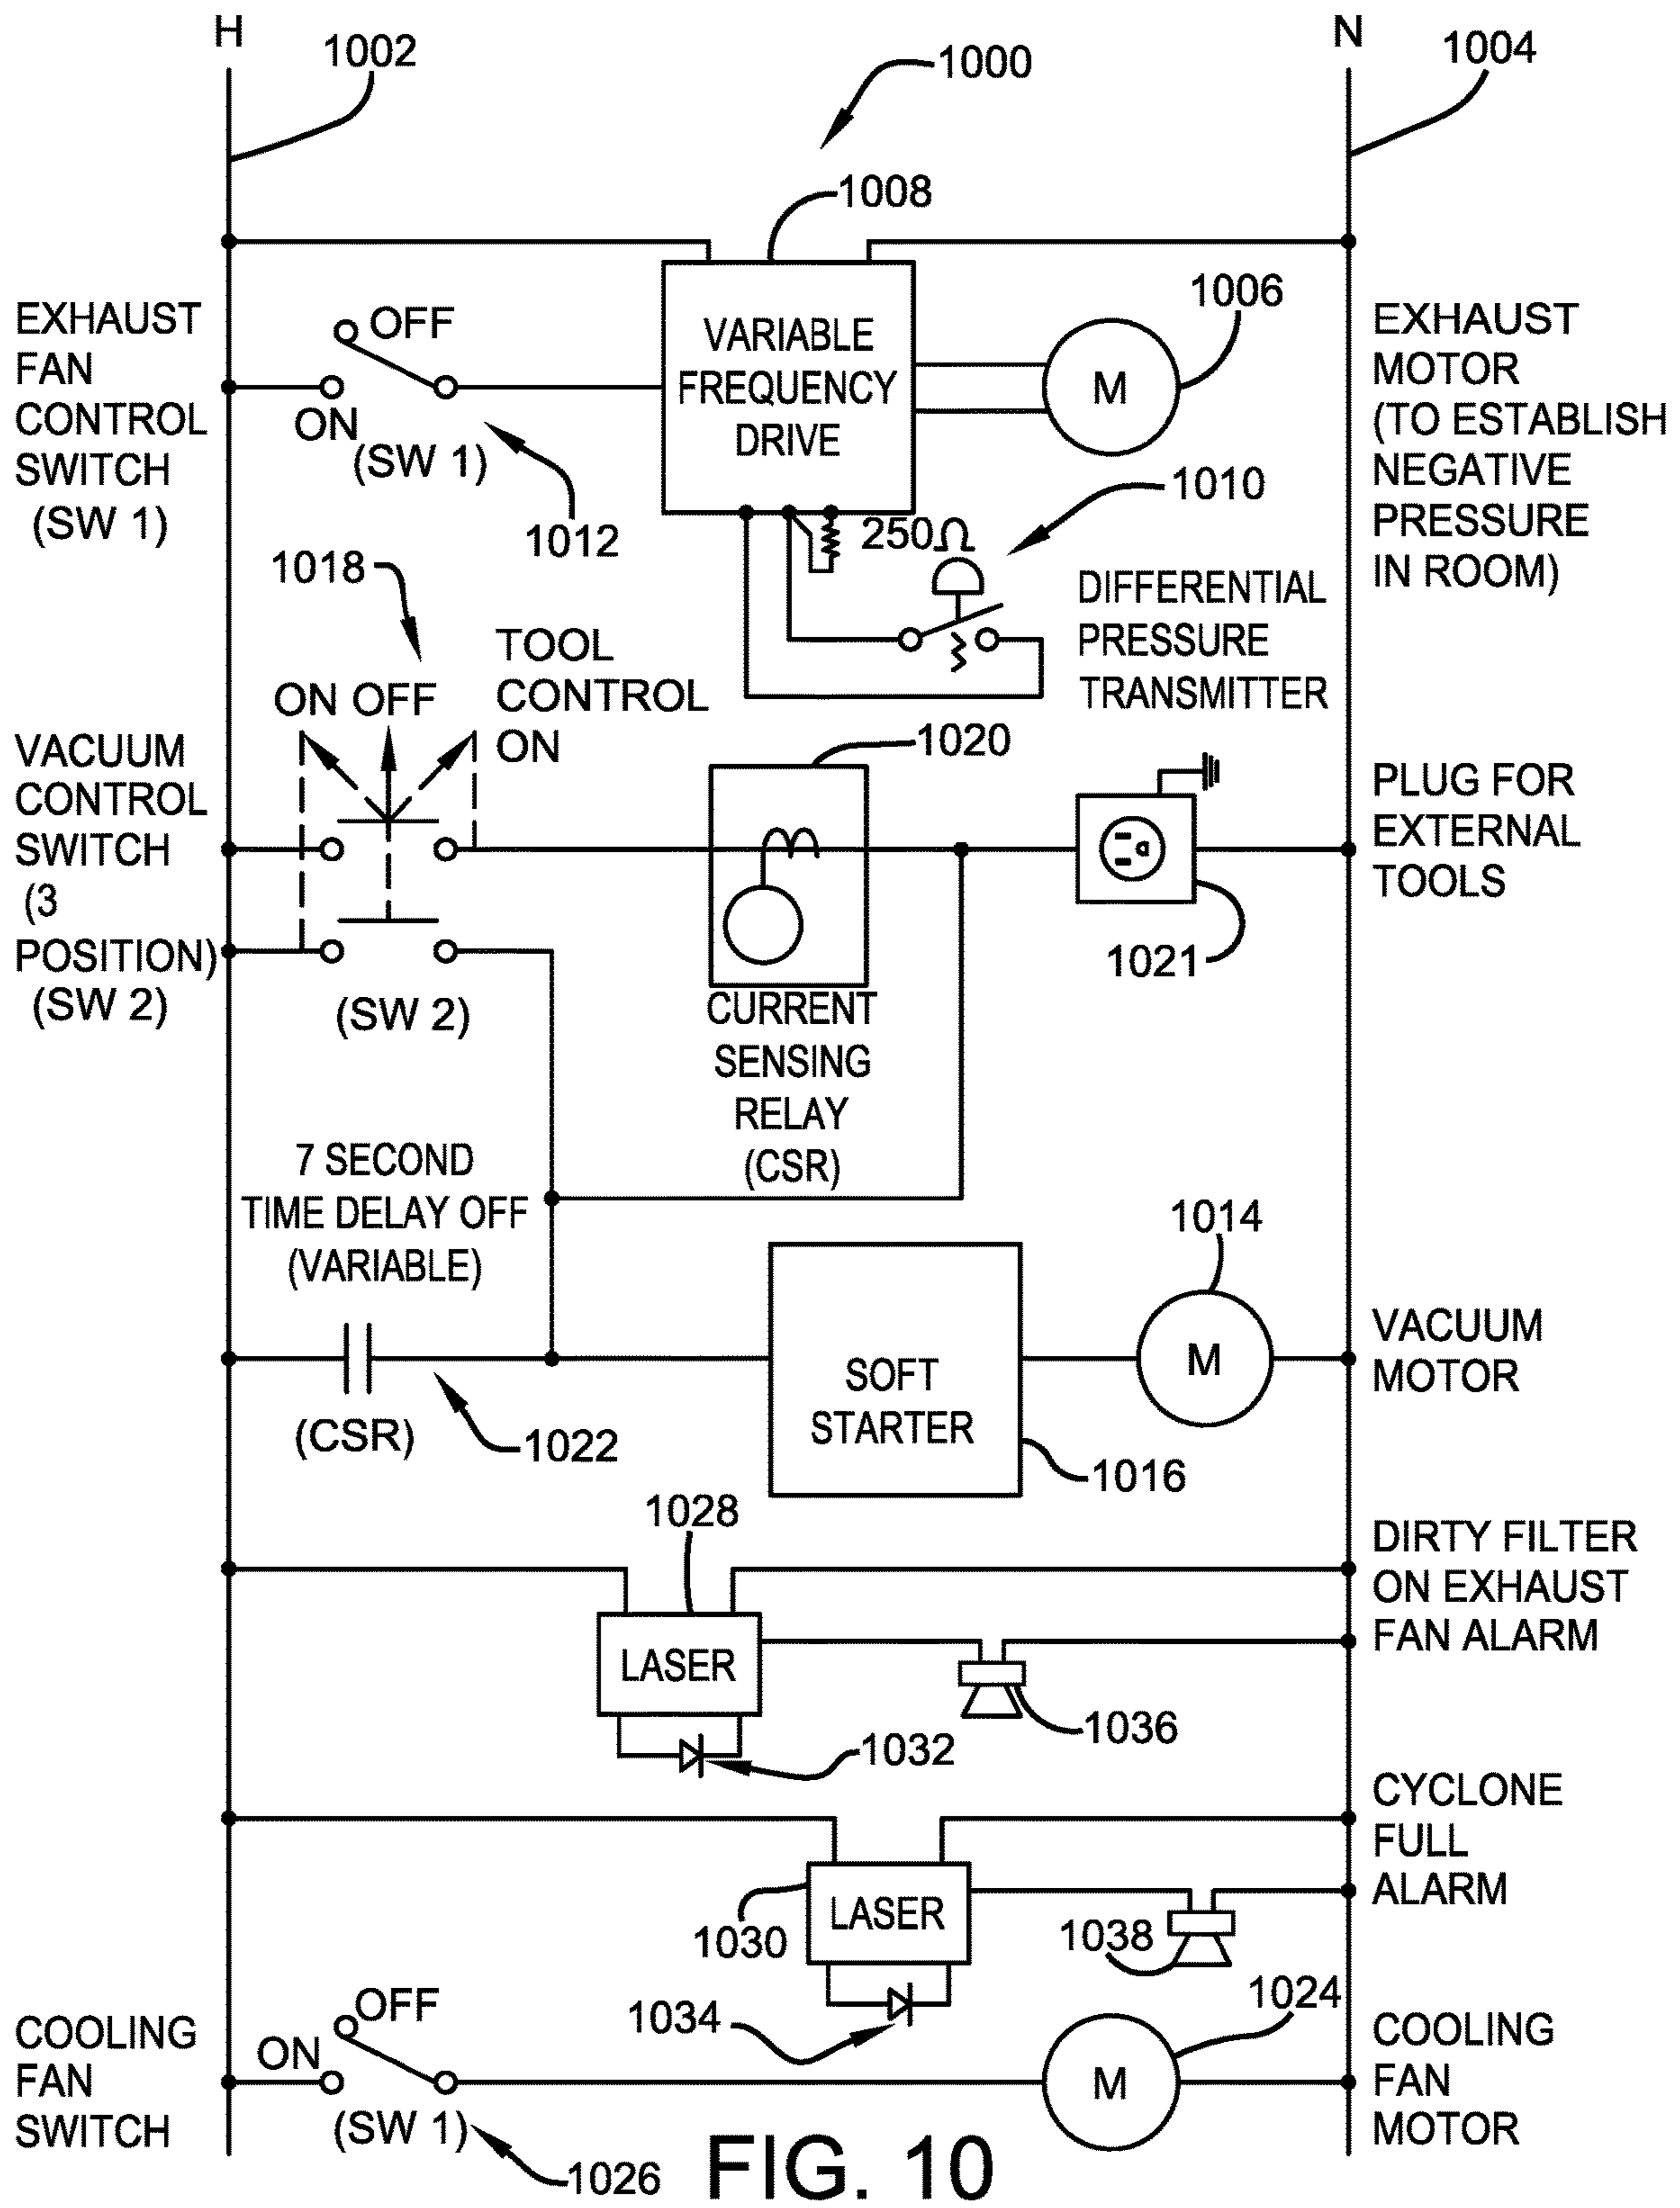 H
N
1002
1000
1004
1008
EXHAUST
FAN
CONTROL
SWITCH
(SW 1)
OFF
ON
(SW 1)
1012
VARIABLE
FREQUENCY
DRIVE
M
1006
EXHAUST
MOTOR
(TO ESTABLISH
NEGATIVE
PRESSURE
IN ROOM)
250Ω
1010
DIFFERENTIAL
PRESSURE
TRANSMITTER
1018
ON OFF
TOOL
CONTROL
ON
VACUUM
CONTROL
SWITCH
(3
POSITION)
(SW 2)
(SW 2)
1020
CURRENT
SENSING
RELAY
(CSR)
1021
PLUG FOR
EXTERNAL
TOOLS
7 SECOND
TIME DELAY OFF
(VARIABLE)
(CSR)
1022
SOFT
STARTER
1016
M
1014
VACUUM
MOTOR
1028
LASER
1032
1036
DIRTY FILTER
ON EXHAUST
FAN ALARM
1030
LASER
1034
1038
CYCLONE
FULL
ALARM
COOLING
FAN
SWITCH
OFF
ON
(SW 1)
1026
M
1024
COOLING
FAN
MOTOR
FIG. 10